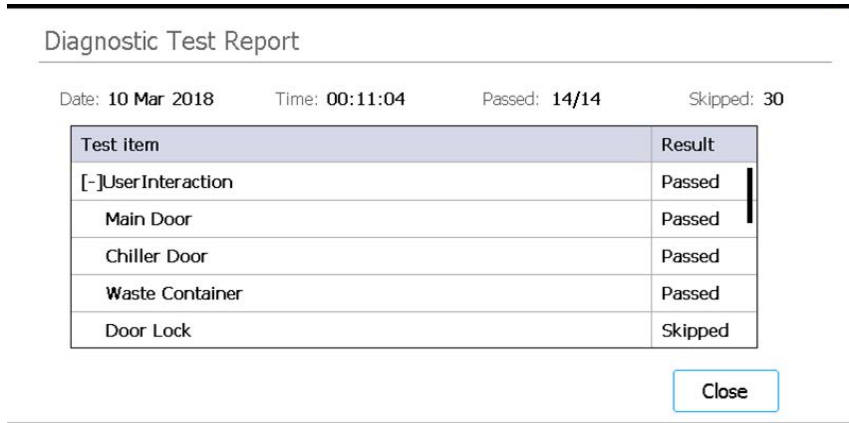 Diagnostic Test Report
Date: 10 Mar 2018 Time: 00:11:04 Passed: 14/14 Skipped: 30
Test item Result
[-]UserInteraction Passed
Main Door Passed
Chiller Door Passed
Waste Container Passed
Door Lock Skipped
Close